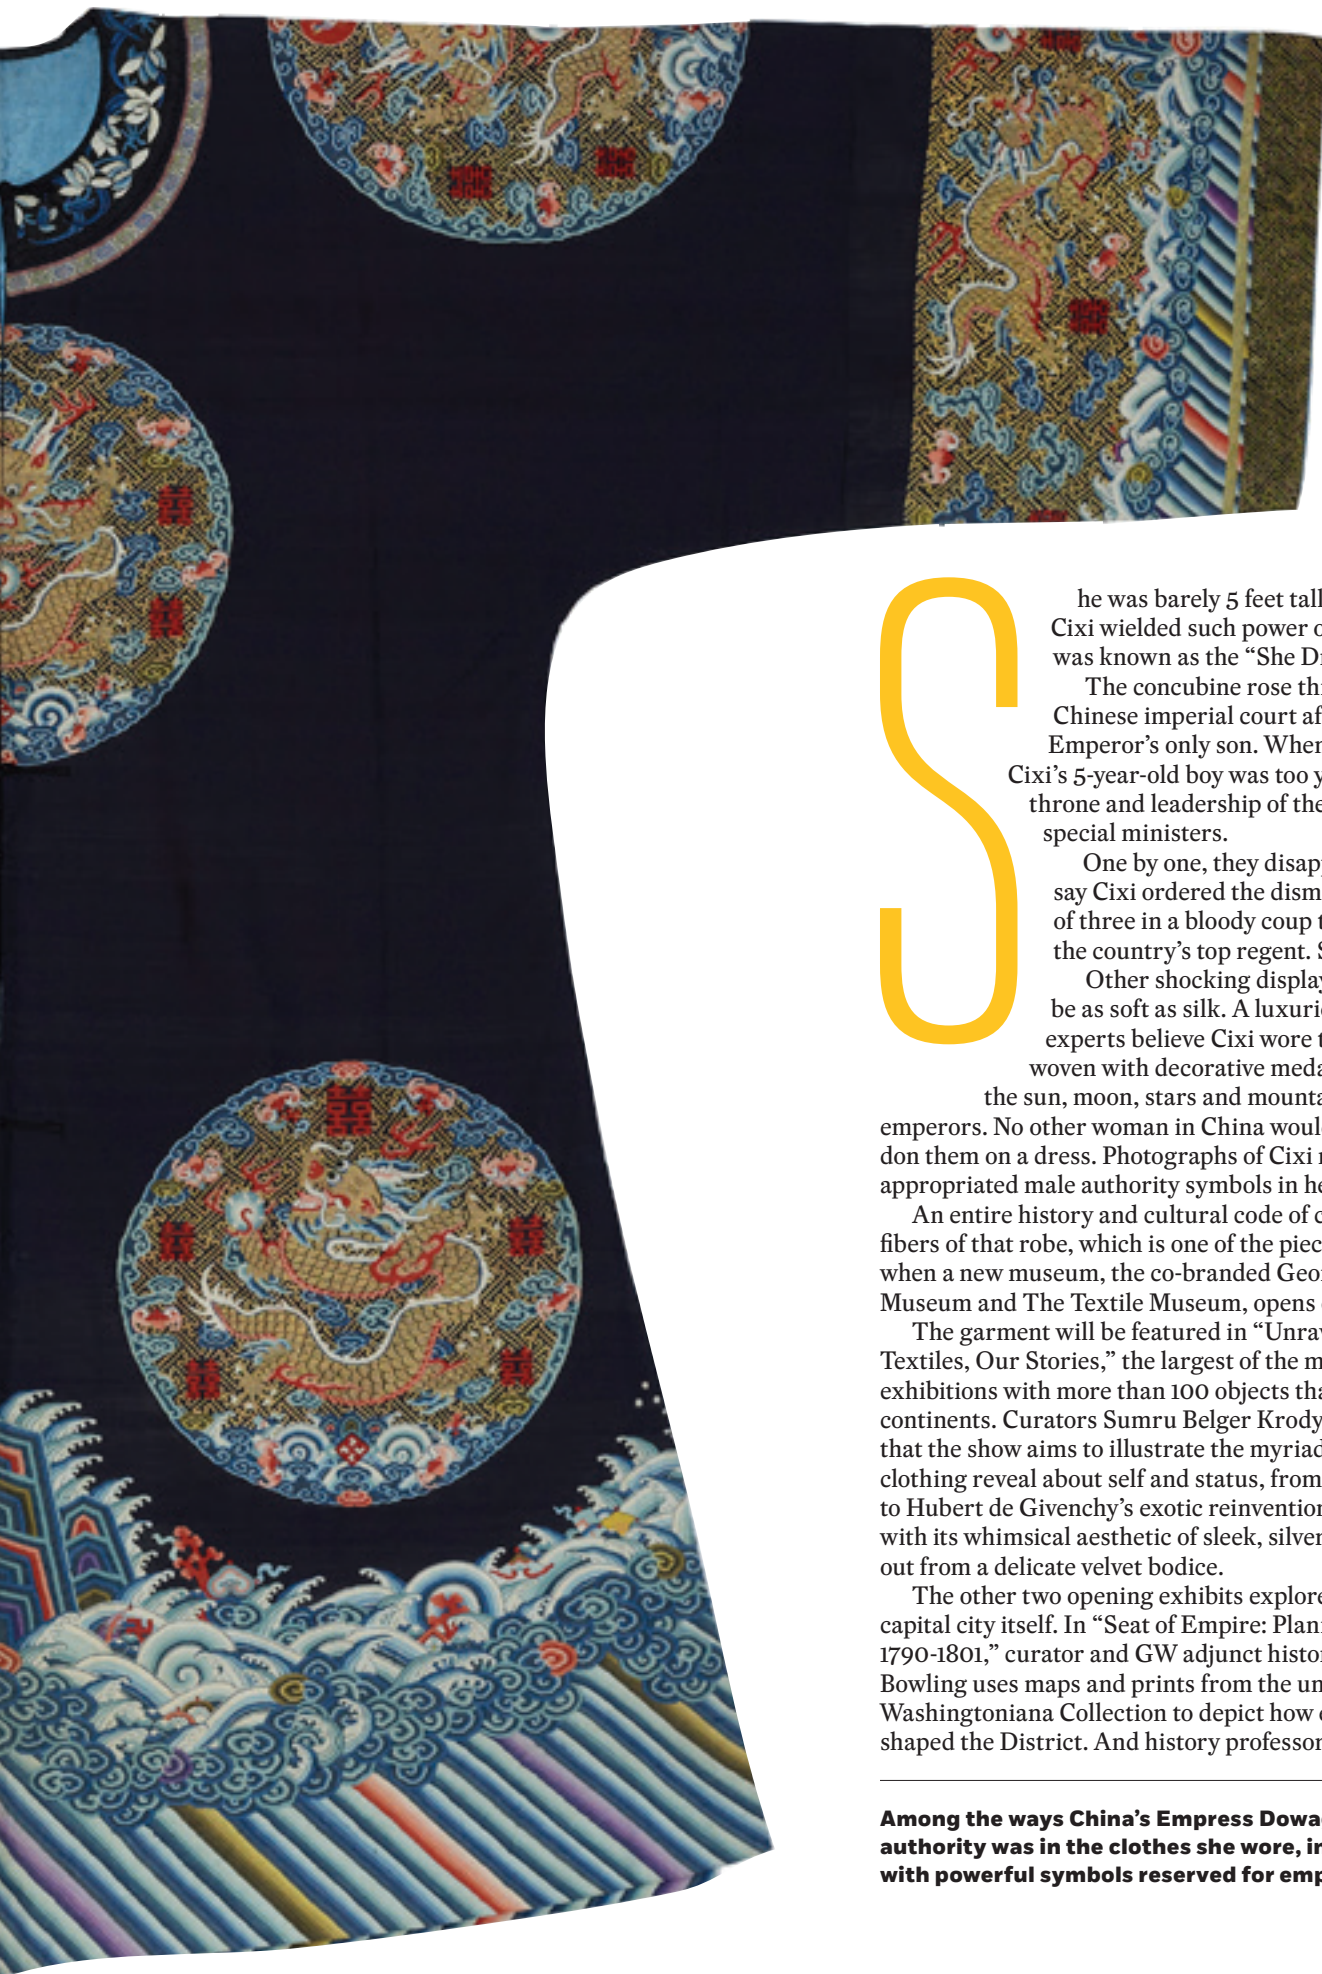 She was barely 5 feet tall
Cixi wielded such power
was known as the “She
The concubine rose
Chinese imperial court
Emperor’s only son. When
Cixi’s 5-year-old boy was too
throne and leadership of the
special ministers.
One by one, they
say Cixi ordered the
of three in a bloody coup
the country’s top regent.
Other shocking
be as soft as silk. A
experts believe Cixi wore
woven with decorative
the sun, moon, stars and
emperors. No other woman in China
don them on a dress. Photographs of Cixi
appropriated male authority symbols in
An entire history and cultural code of
fibers of that robe, which is one of the
when a new museum, the co-branded
Museum and The Textile Museum, opens
The garment will be featured in
Textiles, Our Stories,” the largest of the
exhibitions with more than 100 objects
continents. Curators Sumru Belger Krody
that the show aims to illustrate the myriad
clothing reveal about self and status, from
to Hubert de Givenchy’s exotic reinvention
with its whimsical aesthetic of sleek, silver
out from a delicate velvet bodice.
The other two opening exhibits explore
capital city itself. In “Seat of Empire:
1790-1801,” curator and GW adjunct
Bowling uses maps and prints from the
Washingtoniana Collection to depict how
shaped the District. And history professor
Among the ways China’s Empress
authority was in the clothes she wore,
with powerful symbols reserved for